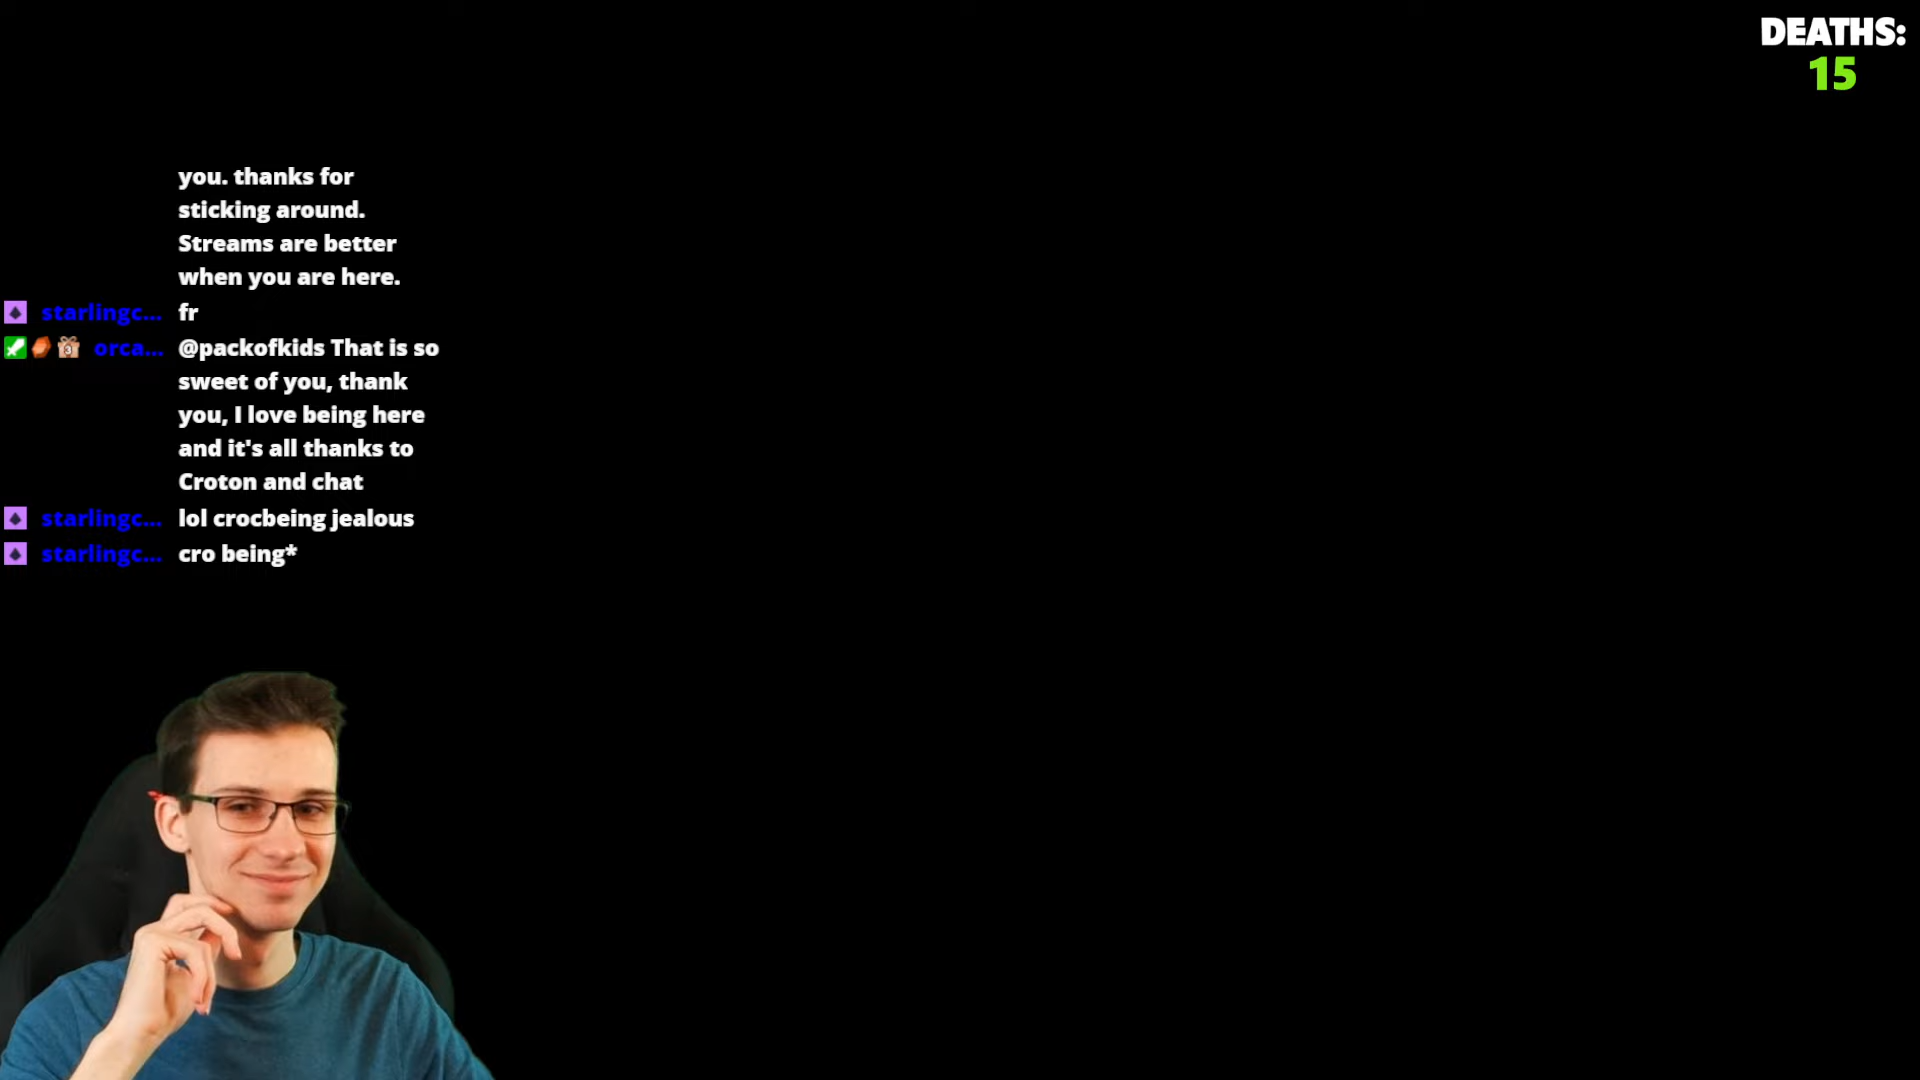 DEATHS:
15
you. thanks for
sticking around.
Streams are better
when you are here.
starlingc... fr
orca... @packofkids That is so
sweet of you, thank
you, I love being here
and it's all thanks to
Croton and chat
starlingc... lol crocbeing jealous
starlingc... cro being*